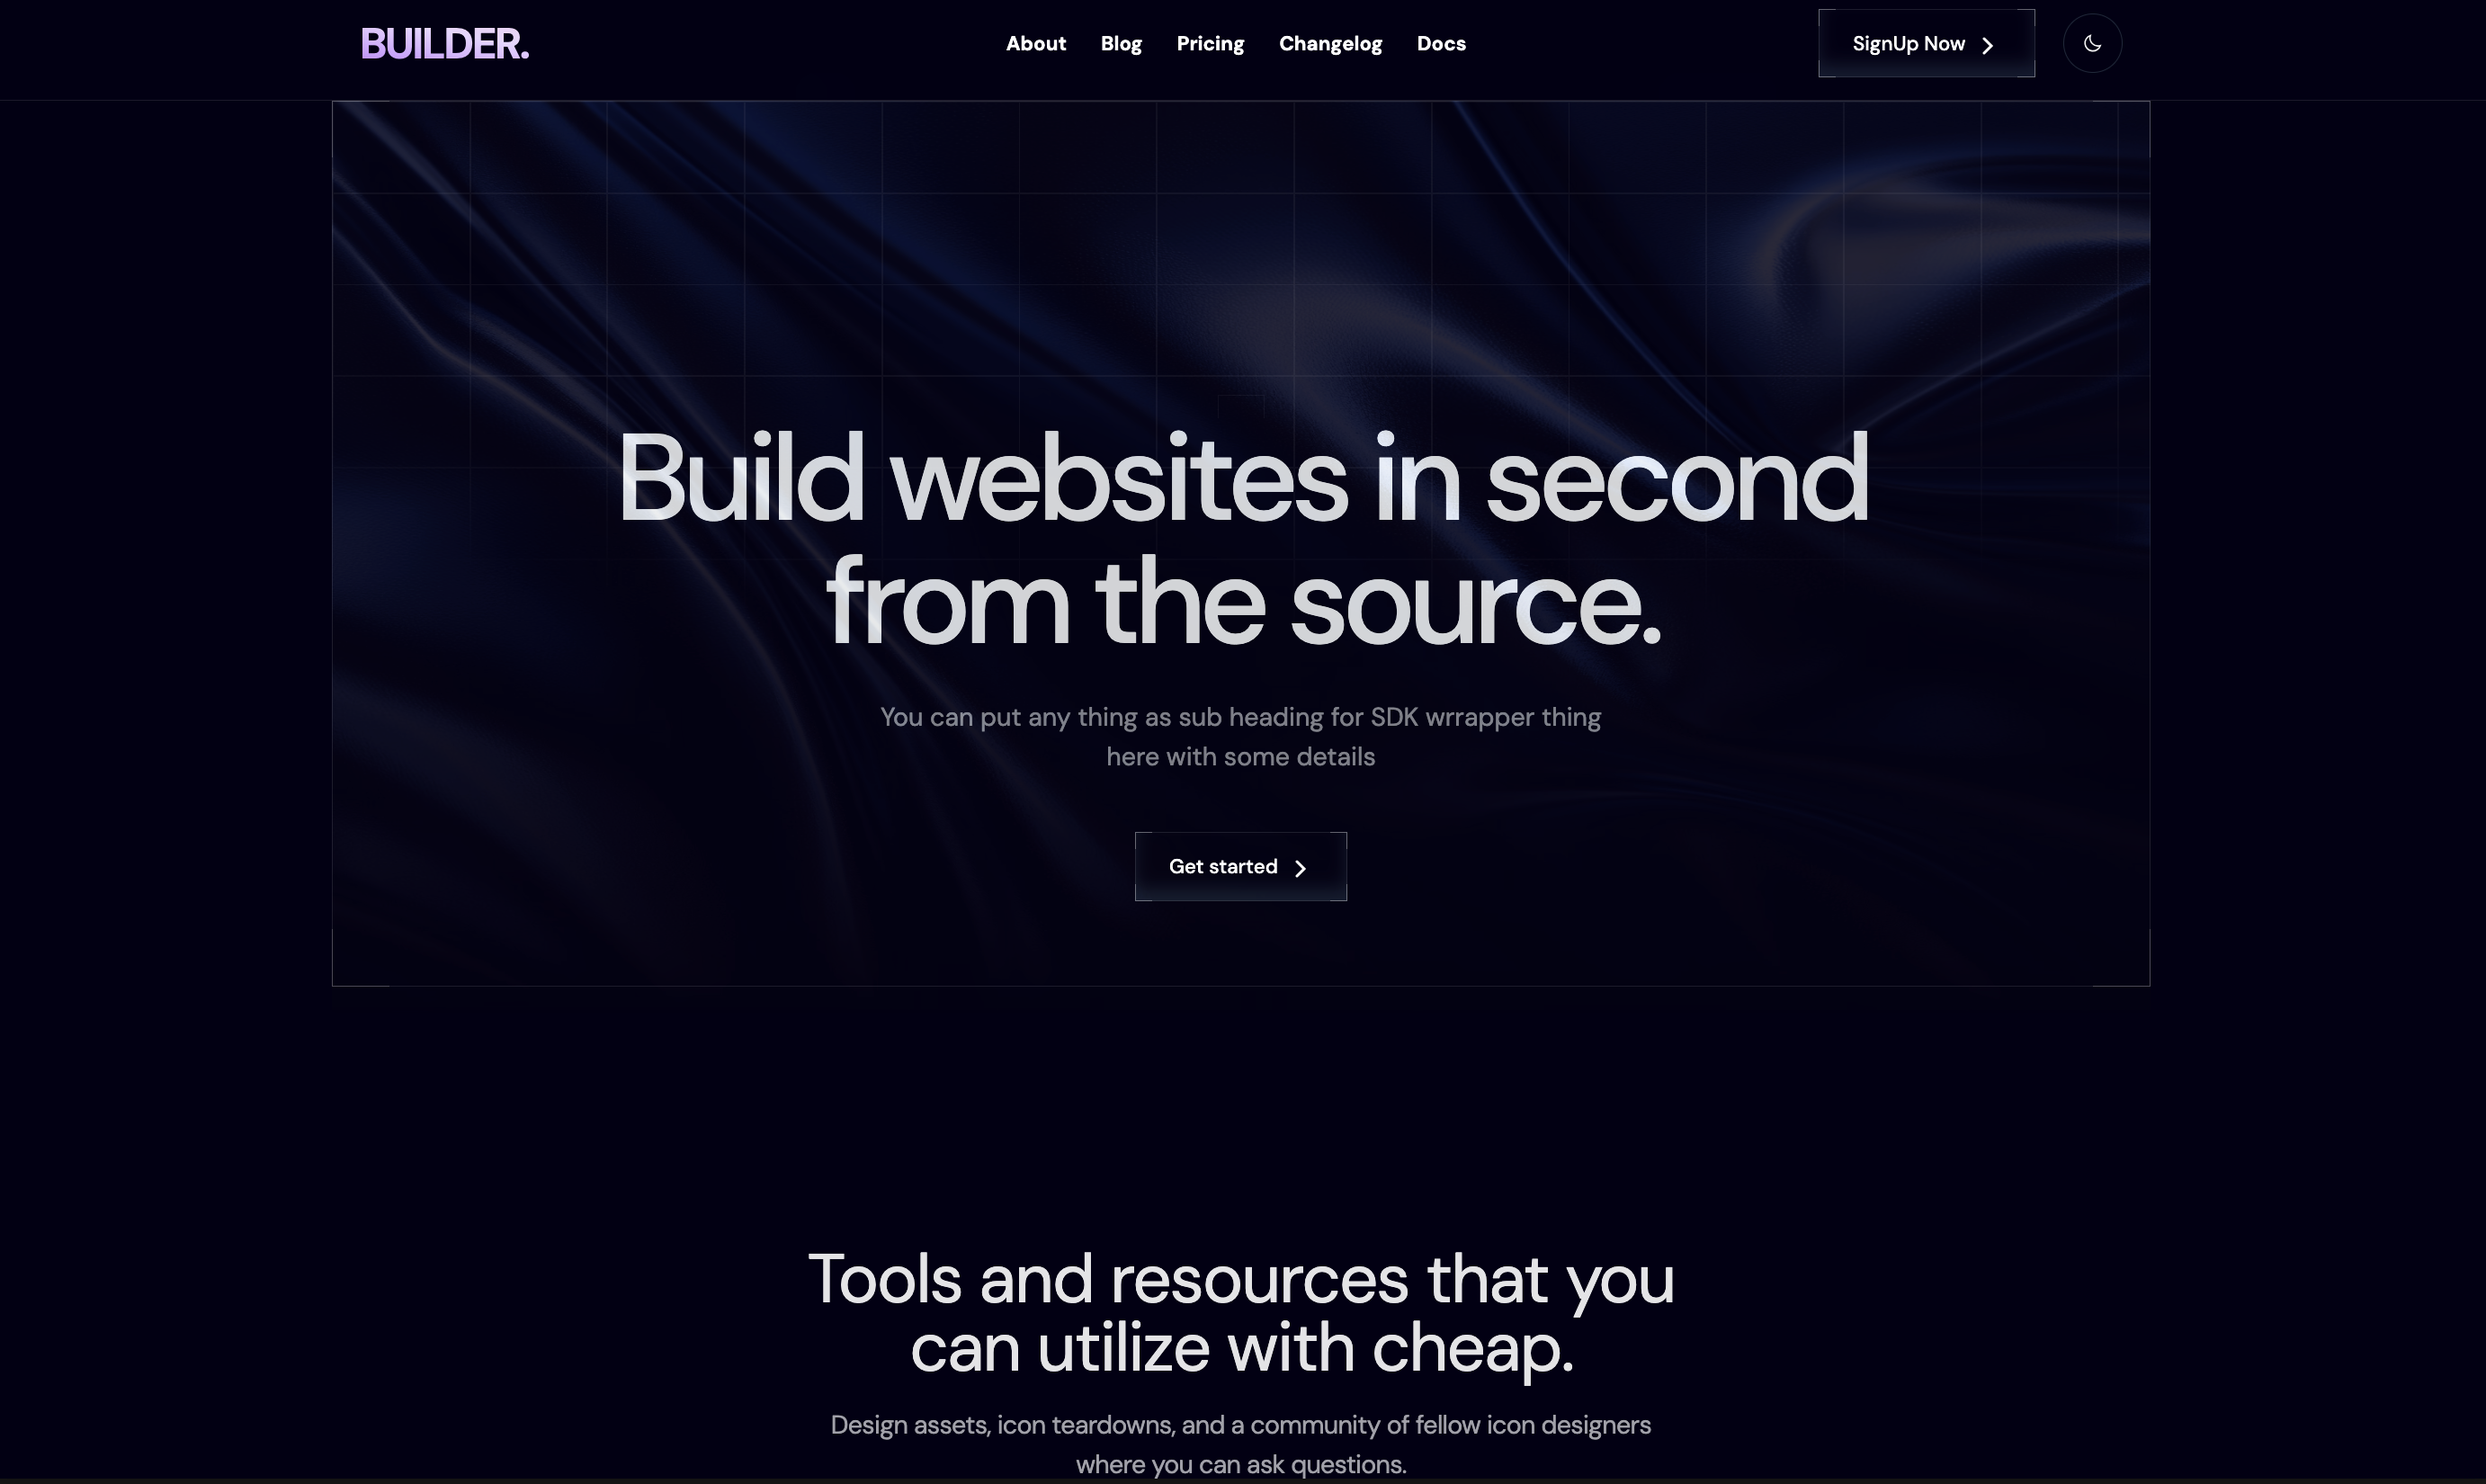 BUILDER.
About Blog Pricing Changelog Docs
SignUp Now
Build websites in second
from the source.
You can put any thing as sub heading for SDK wrrapper thing
here with some details
Get started
Tools and resources that you
can utilize with cheap.
Design assets, icon teardowns, and a community of fellow icon designers
where you can ask questions.